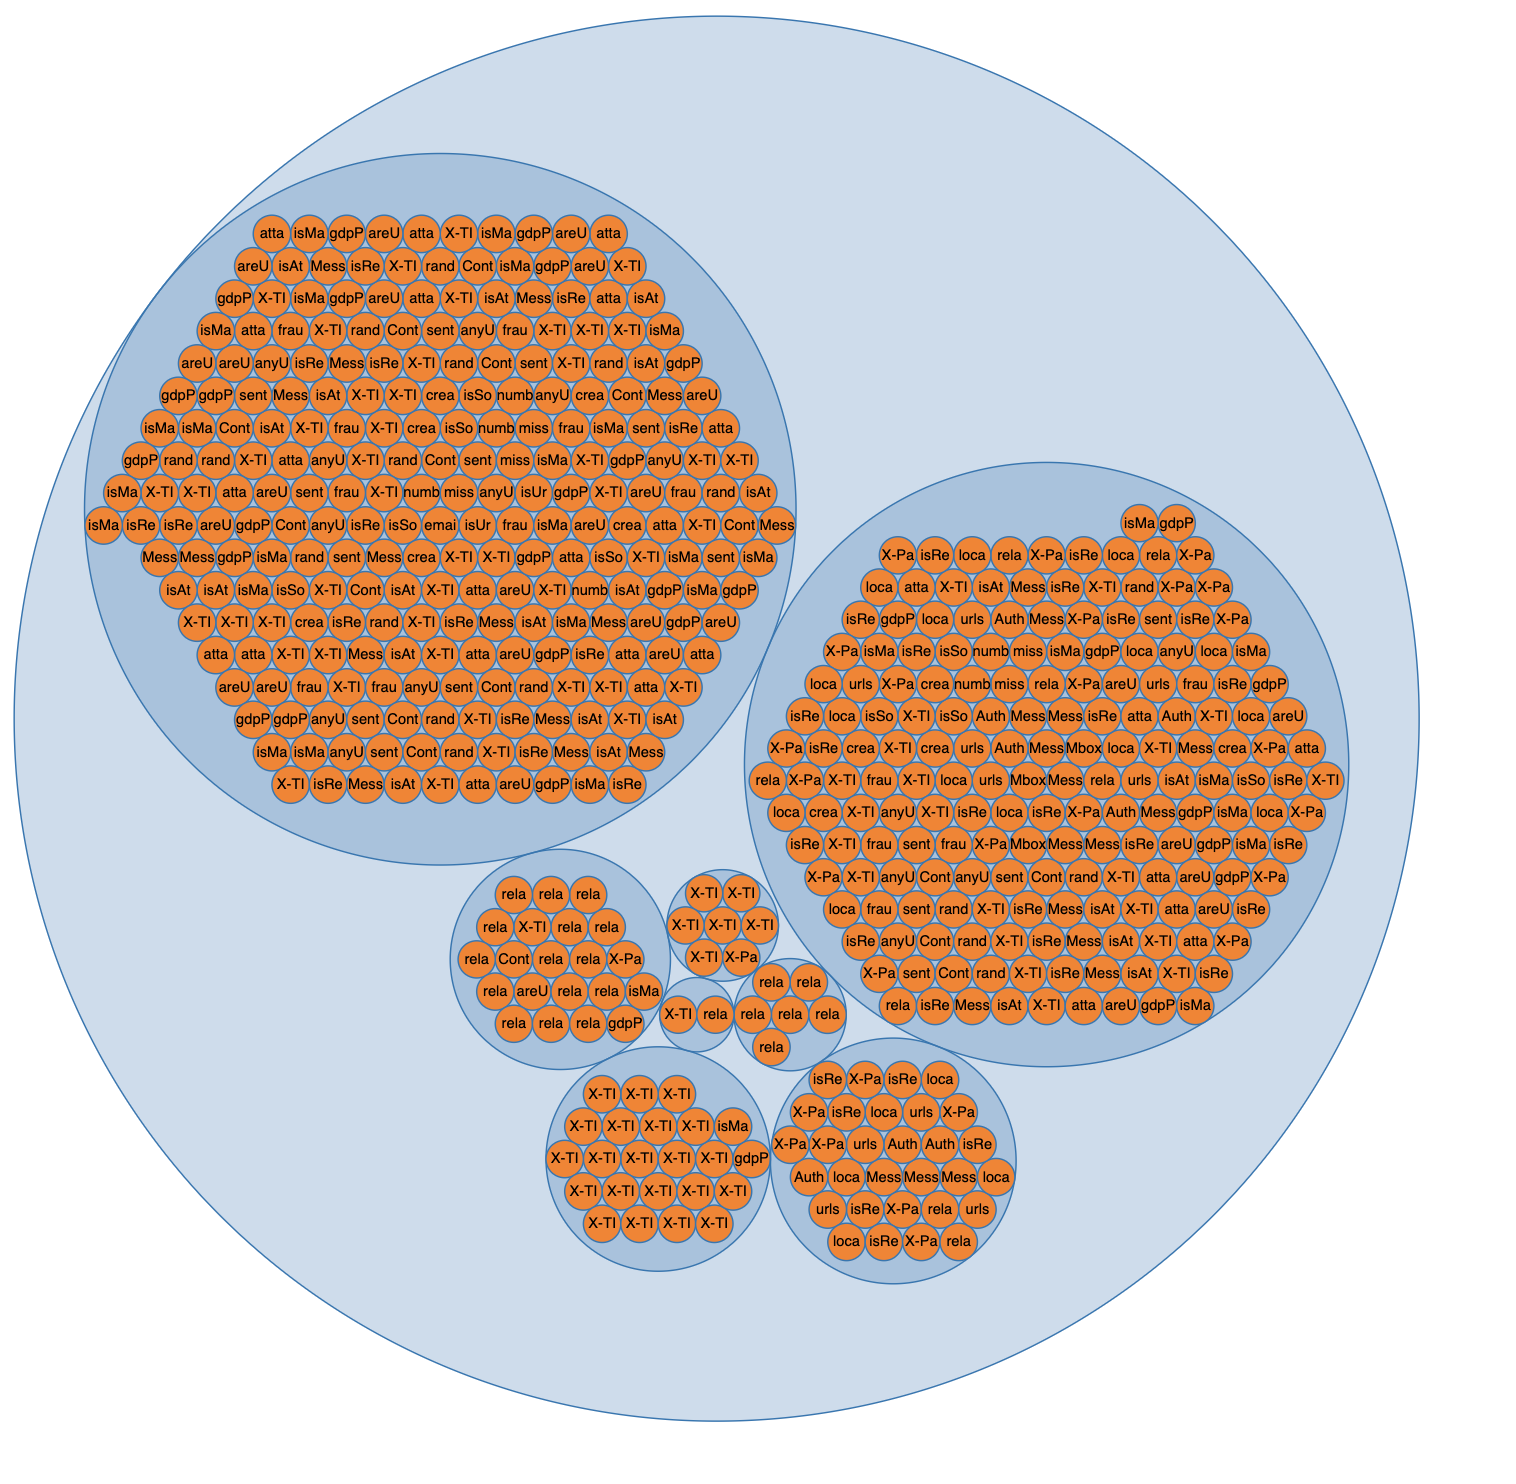 atta isMa gdpP areU atta X-TI isMa gdpP areU atta
areU isAt Mess isRe X-TI rand Cont isMa gdpP areU X-TI
gdpP X-TI isMa gdpP areU atta X-TI isAt Mess isRe atta isAt
isMa atta frau X-TI rand Cont sent anyU frau X-TI X-TI X-TI isMa
areU areU anyU isRe Mess isRe X-TI rand Cont sent X-TI rand isAt gdpP
gdpP gdpP sent Mess isAt X-TI X-TI crea isSo numb anyU crea Cont Mess areU
isMa isMa Cont isAt X-TI frau X-TI crea isSo numb miss frau isMa sent isRe atta
gdpP rand rand X-TI atta anyU X-TI rand Cont sent miss isMa X-TI gdpP anyU X-TI X-TI
isMa X-TI X-TI atta areU sent frau X-TI numb miss anyU isUr gdpP X-TI areU frau rand isAt
isMa isRe isRe areU gdpP Cont anyU isRe isSo emai isUr frau isMa areU crea atta X-TI Cont Mess
Mess Mess gdpP isMa rand sent Mess crea X-TI X-TI gdpP atta isSo X-TI isMa sent isMa
isAt isAt isMa isSo X-TI Cont isAt X-TI atta areU X-TI numb isAt gdpP isMa gdpP
X-TI X-TI X-TI crea isRe rand X-TI isRe Mess isAt isMa Mess areU gdpP areU
atta atta X-TI X-TI Mess isAt X-TI atta areU gdpP isRe atta areU atta
areU areU frau X-TI frau anyU sent Cont rand X-TI X-TI atta X-TI
gdpP gdpP anyU sent Cont rand X-TI isRe Mess isAt X-TI isAt
isMa isMa anyU sent Cont rand X-TI isRe Mess isAt Mess
X-TI isRe Mess isAt X-TI atta areU gdpP isMa isRe
isMa gdpP
X-Pa isRe loca rela X-Pa isRe loca rela X-Pa
loca atta X-TI isAt Mess isRe X-TI rand X-Pa X-Pa
isRe gdpP loca urls Auth Mess X-Pa isRe sent isRe X-Pa
X-Pa isMa isRe isSo numb miss isMa gdpP loca anyU loca isMa
loca urls X-Pa crea numb miss rela X-Pa areU urls frau isRe gdpP
isRe loca isSo X-TI isSo Auth Mess Mess isRe atta Auth X-TI loca areU
X-Pa isRe crea X-TI crea urls Auth Mess Mbox loca X-TI Mess crea X-Pa atta
rela X-Pa X-TI frau X-TI loca urls Mbox Mess rela urls isAt isMa isSo isRe X-TI
loca crea X-TI anyU X-TI isRe loca isRe X-Pa Auth Mess gdpP isMa loca X-Pa
isRe X-TI frau sent frau X-Pa Mbox Mess Mess isRe areU gdpP isMa isRe
X-Pa X-TI anyU Cont anyU sent Cont rand X-TI atta areU gdpP X-Pa
loca frau sent rand X-TI isRe Mess isAt X-TI atta areU isRe
isRe anyU Cont rand X-TI isRe Mess isAt X-TI atta X-Pa
X-Pa sent Cont rand X-TI isRe Mess isAt X-TI isRe
rela isRe Mess isAt X-TI atta areU gdpP isMa
rela rela rela
rela X-TI rela rela
rela Cont rela rela X-Pa
rela areU rela rela isMa
rela rela rela gdpP
X-TI X-TI
X-TI X-TI X-TI
X-TI X-Pa
X-TI rela
rela rela
rela rela rela
rela
X-TI X-TI X-TI
X-TI X-TI X-TI X-TI isMa
X-TI X-TI X-TI X-TI X-TI gdpP
X-TI X-TI X-TI X-TI X-TI
X-TI X-TI X-TI X-TI
isRe X-Pa isRe loca
X-Pa isRe loca urls X-Pa
X-Pa X-Pa urls Auth Auth isRe
Auth loca Mess Mess Mess loca
urls isRe X-Pa rela urls
loca isRe X-Pa rela